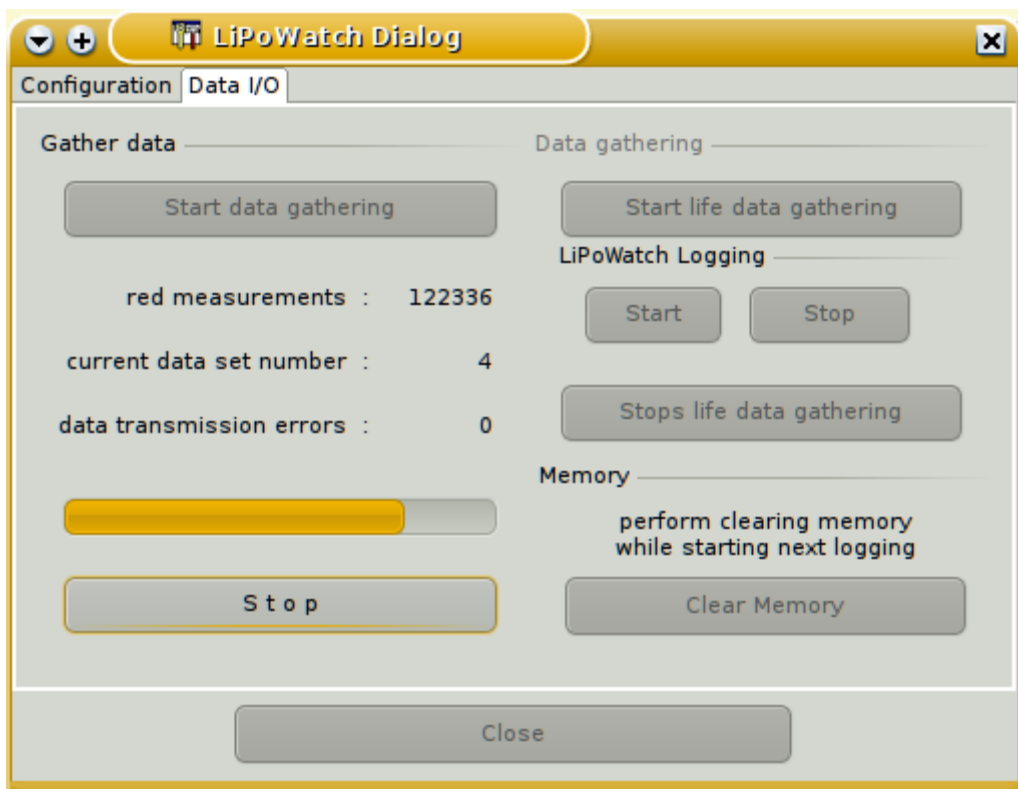 LiPoWatch Dialog
Configuration Data I/O
Gather data
Start data gathering
red measurements : 122336
current data set number : 4
data transmission errors : 0
S t o p
Data gathering
Start life data gathering
LiPoWatch Logging
Start Stop
Stops life data gathering
Memory
perform clearing memory
while starting next logging
Clear Memory
Close